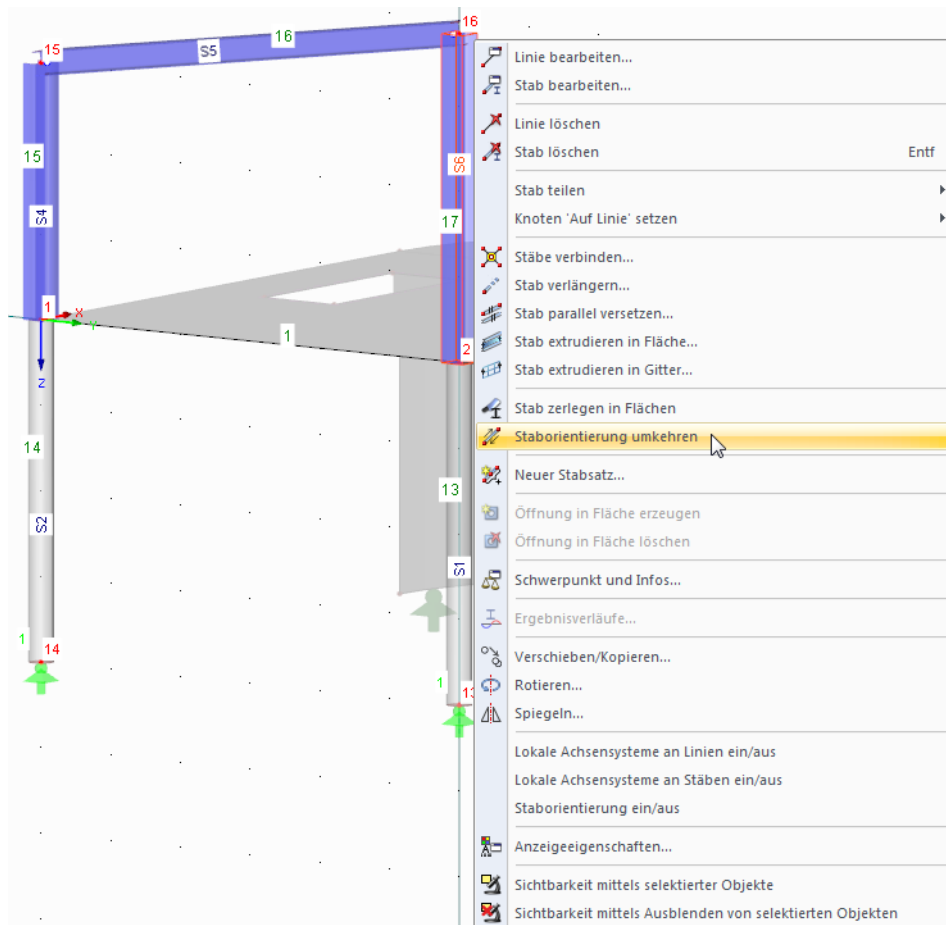 16
16
15
S5
Linie bearbeiten...
Stab bearbeiten...
Linie löschen
Stab löschen Entf
15
S6
Stab teilen
S4
17
Knoten 'Auf Linie' setzen
Stäbe verbinden...
Stab verlängern...
1
X
Y
Stab parallel versetzen...
1
2
Stab extrudieren in Fläche...
Z
Stab extrudieren in Gitter...
Stab zerlegen in Flächen
Staborientierung umkehren
14
Neuer Stabsatz...
13
Öffnung in Fläche erzeugen
S2
Öffnung in Fläche löschen
S1
Schwerpunkt und Infos...
Ergebnisverläufe...
1
14
Verschieben/Kopieren...
1
13
Rotieren...
Spiegeln...
Lokale Achsensysteme an Linien ein/aus
Lokale Achsensysteme an Stäben ein/aus
Staborientierung ein/aus
Anzeigeeigenschaften...
Sichtbarkeit mittels selektierter Objekte
Sichtbarkeit mittels Ausblenden von selektierten Objekten